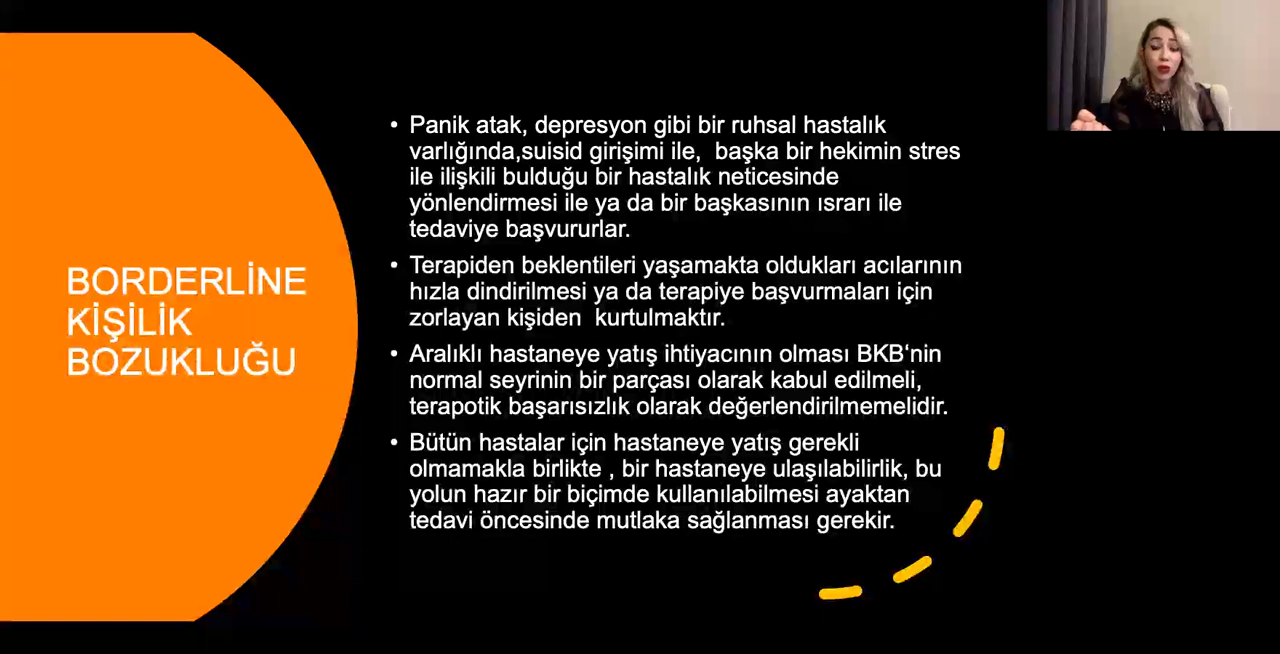 BORDERLİNE
KİŞİLİK
BOZUKLUĞU
• Panik atak, depresyon gibi bir ruhsal hastalık
varlığında,suisid girişimi ile,  başka bir hekimin stres
ile ilişkili bulduğu bir hastalık neticesinde
yönlendirmesi ile ya da bir başkasının ısrarı ile
tedaviye başvururlar.
• Terapiden beklentileri yaşamakta oldukları acılarının
hızla dindirilmesi ya da terapiye başvurmaları için
zorlayan kişiden  kurtulmaktır.
• Aralıklı hastaneye yatış ihtiyacının olması BKB‘nin
normal seyrinin bir parçası olarak kabul edilmeli,
terapotik başarısızlık olarak değerlendirilmemelidir.
• Bütün hastalar için hastaneye yatış gerekli
olmamakla birlikte , bir hastaneye ulaşılabilirlik, bu
yolun hazır bir biçimde kullanılabilmesi ayaktan
tedavi öncesinde mutlaka sağlanması gerekir.